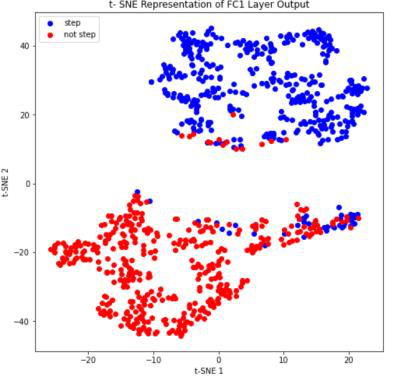 t- SNE Representation of FC1 Layer Output
step
not step
40
20
0
−20
−40
t-SNE 2
−20
−10
0
10
20
t-SNE 1